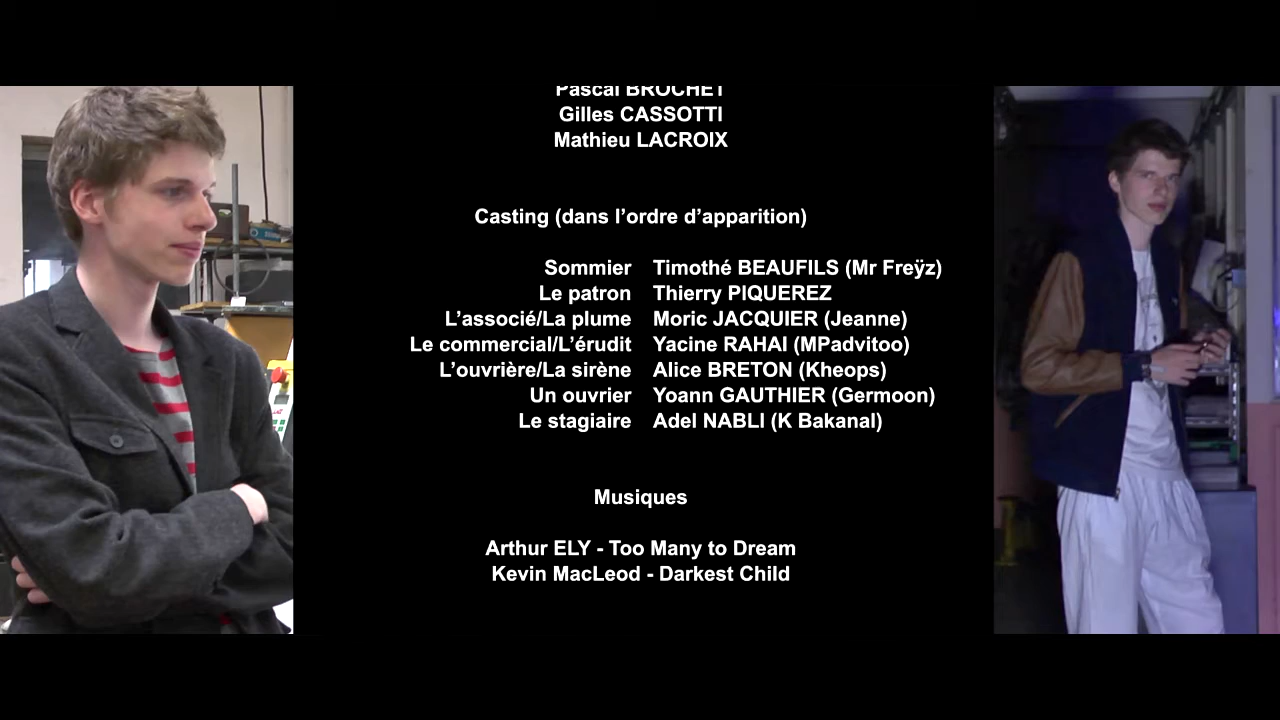 Pascal BROCHET
Gilles CASSOTTI
Mathieu LACROIX
Casting (dans l’ordre d’apparition)
Sommier Timothé BEAUFILS (Mr Freÿz)
Le patron Thierry PIQUEREZ
L’associé/La plume Moric JACQUIER (Jeanne)
Le commercial/L’érudit Yacine RAHAI (MPadvitoo)
L’ouvrière/La sirène Alice BRETON (Kheops)
Un ouvrier Yoann GAUTHIER (Germoon)
Le stagiaire Adel NABLI (K Bakanal)
Musiques
Arthur ELY - Too Many to Dream
Kevin MacLeod - Darkest Child